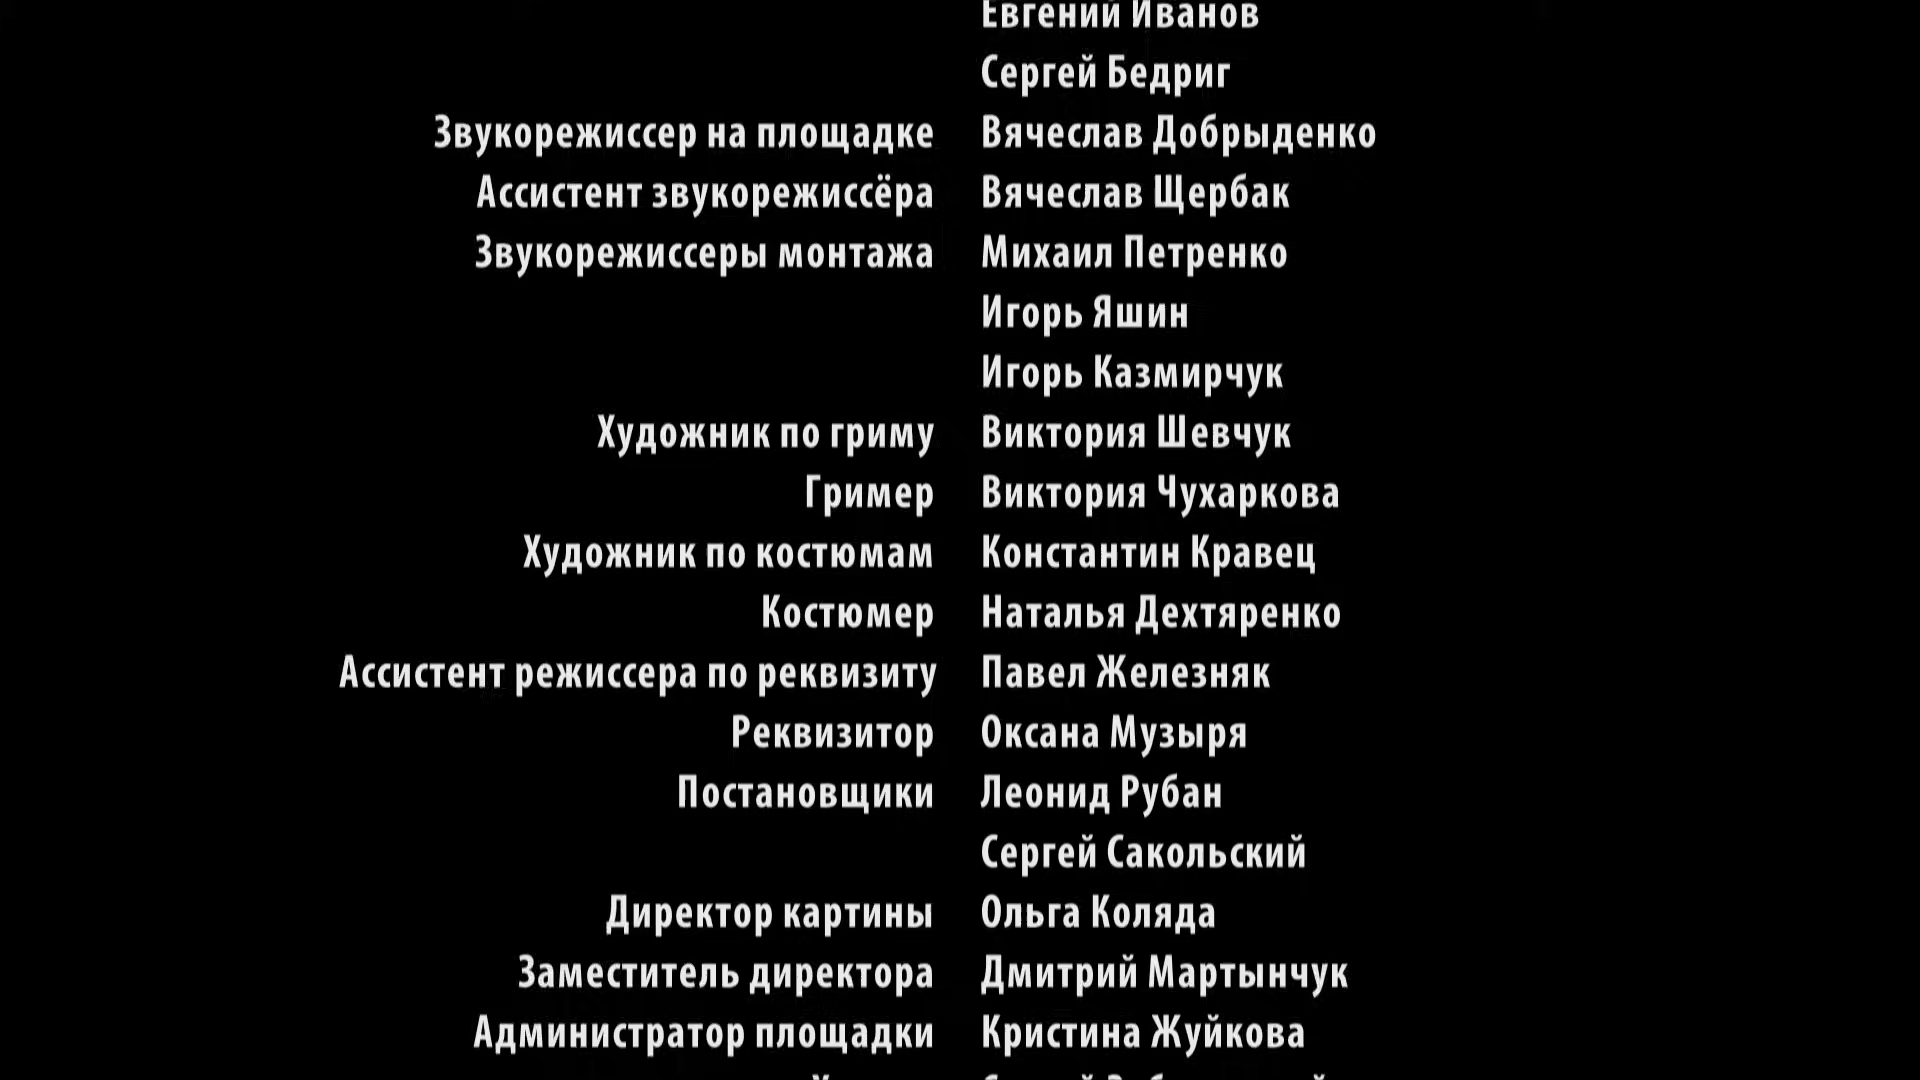 Евгений Иванов
Сергей Бедриг
Звукорежиссер на площадке Вячеслав Добрыденко
Ассистент звукорежиссёра Вячеслав Щербак
Звукорежиссеры монтажа Михаил Петренко
Игорь Яшин
Игорь Казмирчук
Художник по гриму Виктория Шевчук
Гример Виктория Чухаркова
Художник по костюмам Константин Кравец
Костюмер Наталья Дехтяренко
Ассистент режиссера по реквизиту Павел Железняк
Реквизитор Оксана Музыря
Постановщики Леонид Рубан
Сергей Сакольский
Директор картины Ольга Коляда
Заместитель директора Дмитрий Мартынчук
Администратор площадки Кристина Жуйкова